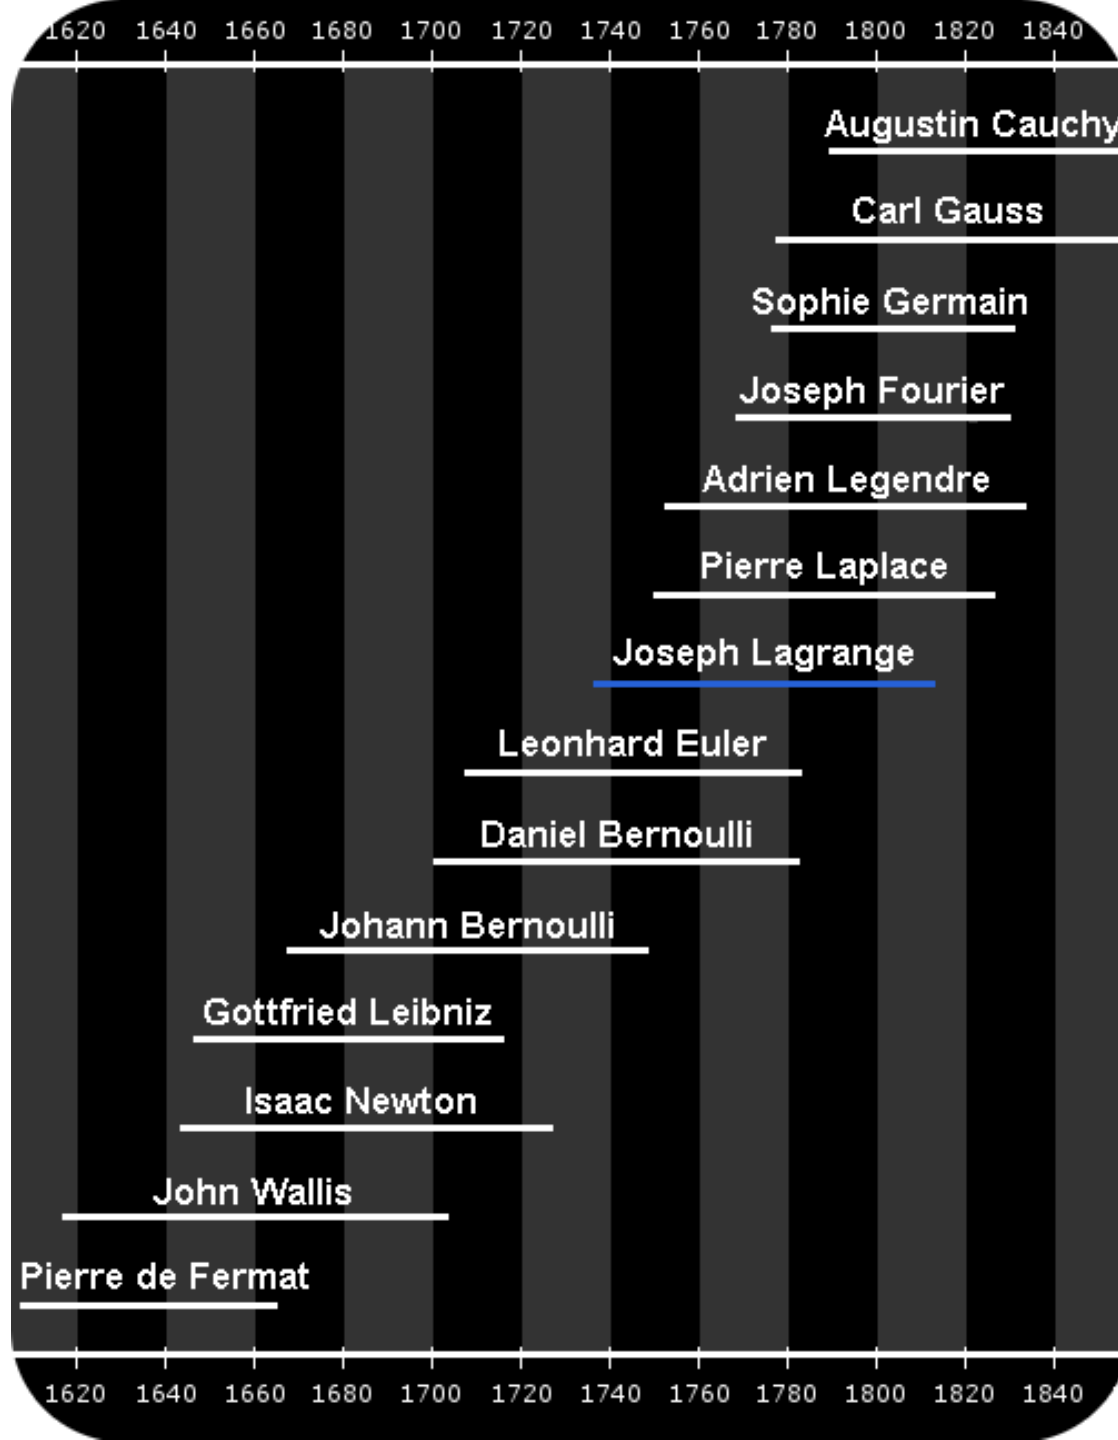 1620 1640 1660 1680 1700 1720 1740 1760 1780 1800 1820 1840
Augustin Cauchy
Carl Gauss
Sophie Germain
Joseph Fourier
Adrien Legendre
Pierre Laplace
Joseph Lagrange
Leonhard Euler
Daniel Bernoulli
Johann Bernoulli
Gottfried Leibniz
Isaac Newton
John Wallis
Pierre de Fermat
1620 1640 1660 1680 1700 1720 1740 1760 1780 1800 1820 1840